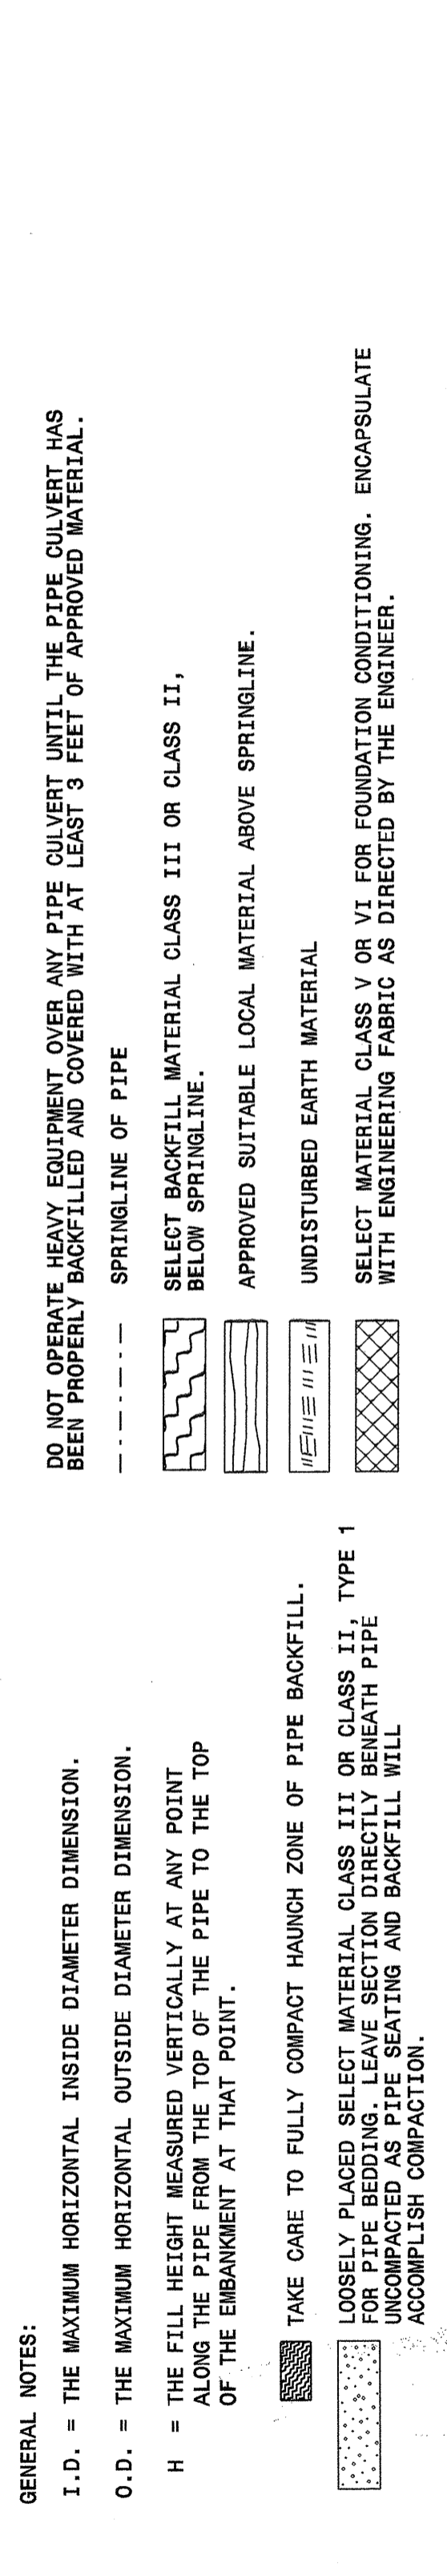 GENERAL NOTES:
I.D. = THE MAXIMUM HORIZONTAL INSIDE DIAMETER DIMENSION.
O.D. = THE MAXIMUM HORIZONTAL OUTSIDE DIAMETER DIMENSION.
H = THE FILL HEIGHT MEASURED VERTICALLY AT ANY POINT
ALONG THE PIPE FROM THE TOP OF THE PIPE TO THE TOP
OF THE EMBANKMENT AT THAT POINT.
TAKE CARE TO FULLY COMPACT HAUNCH ZONE OF PIPE BACKFILL.
LOOSELY PLACED SELECT MATERIAL CLASS III OR CLASS II, TYPE 1
FOR PIPE BEDDING. LEAVE SECTION DIRECTLY BENEATH PIPE
UNCOMPACTED AS PIPE SEATING AND BACKFILL WILL
ACCOMPLISH COMPACTION.
DO NOT OPERATE HEAVY EQUIPMENT OVER ANY PIPE CULVERT UNTIL THE PIPE CULVERT HAS
BEEN PROPERLY BACKFILLED AND COVERED WITH AT LEAST 3 FEET OF APPROVED MATERIAL.
SPRINGLINE OF PIPE
SELECT BACKFILL MATERIAL CLASS III OR CLASS II,
BELOW SPRINGLINE.
APPROVED SUITABLE LOCAL MATERIAL ABOVE SPRINGLINE.
UNDISTURBED EARTH MATERIAL
SELECT MATERIAL CLASS V OR VI FOR FOUNDATION CONDITIONING. ENCAPSULATE
WITH ENGINEERING FABRIC AS DIRECTED BY THE ENGINEER.